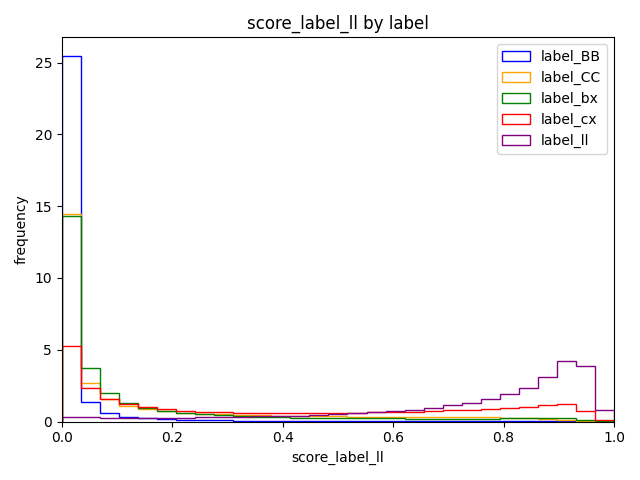 score_label_ll by label
label_BB
label_CC
label_bx
label_cx
label_ll
frequency
25
20
15
10
5
0
0.0 0.2 0.4 0.6 0.8 1.0
score_label_ll